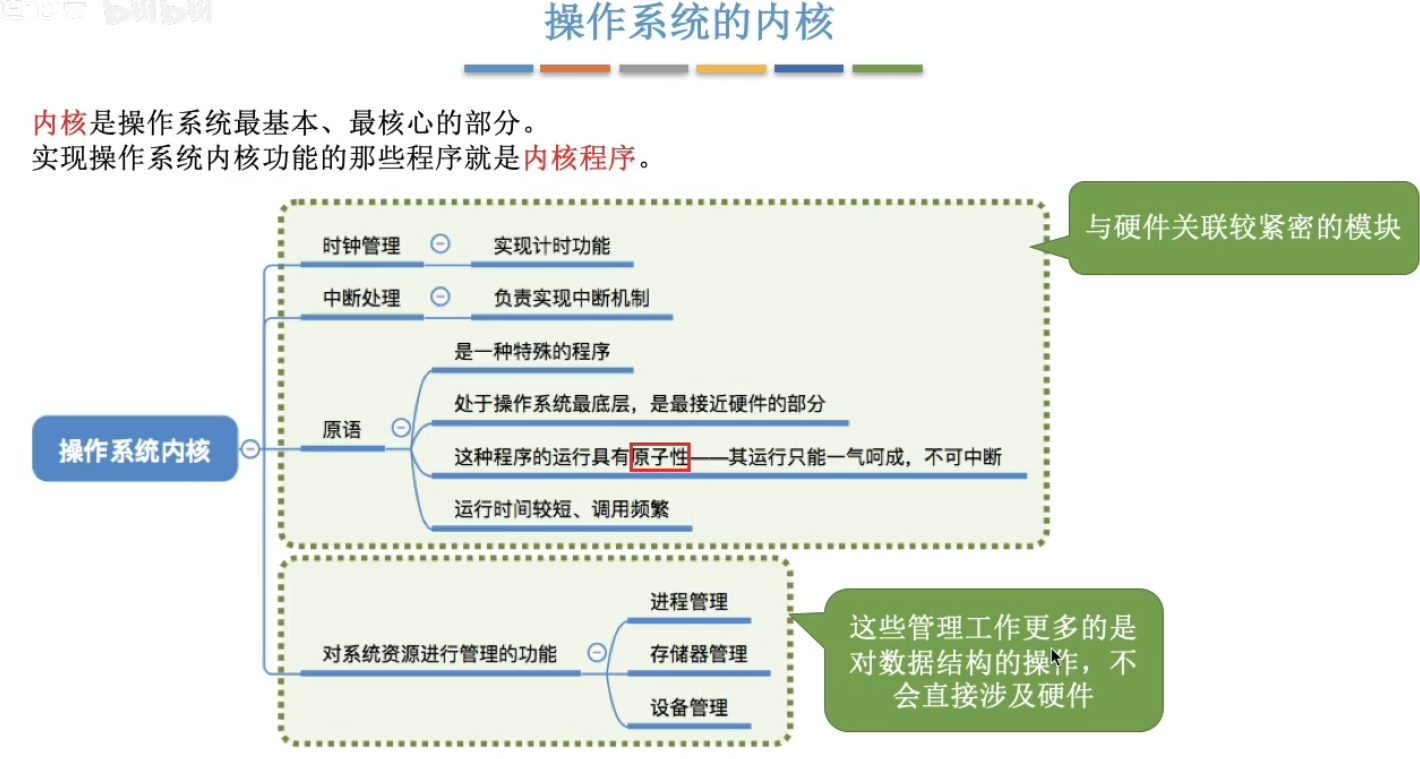 操作系统的内核
内核是操作系统最基本、最核心的部分。
实现操作系统内核功能的那些程序就是内核程序。
与硬件关联较紧密的模块
时钟管理
实现计时功能
中断处理
负责实现中断机制
是一种特殊的程序
处于操作系统最底层，是最接近硬件的部分
原语
这种程序的运行具有原子性——其运行只能一气呵成，不可中断
运行时间较短、调用频繁
操作系统内核
进程管理
对系统资源进行管理的功能
存储器管理
设备管理
这些管理工作更多的是
对数据结构的操作，不
会直接涉及硬件